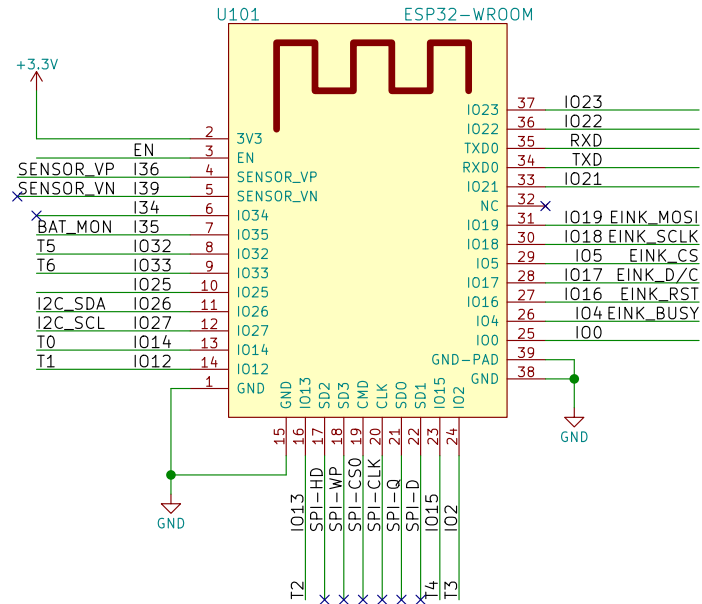 U101 ESP32-WROOM
+3.3V
2 3V3
EN 3 EN
SENSOR_VP I36 4 SENSOR_VP
SENSOR_VN I39 5 SENSOR_VN
I34 6 IO34
BAT_MON I35 7 IO35
T5 IO32 8 IO32
T6 IO33 9 IO33
IO25 10 IO25
I2C_SDA IO26 11 IO26
I2C_SCL IO27 12 IO27
T0 IO14 13 IO14
T1 IO12 14 IO12
1 GND
IO23 37 IO23
IO22 36 IO22
TXD0 35 RXD
RXD0 34 TXD
IO21 33 IO21
NC 32
IO19 31 IO19 EINK_MOSI
IO18 30 IO18 EINK_SCLK
IO5 29 IO5 EINK_CS
IO17 28 IO17 EINK_D/C
IO16 27 IO16 EINK_RST
IO4 26 IO4 EINK_BUSY
IO0 25 IO0
GND-PAD 39
GND 38
GND
GND
GND 15
IO13 16 IO13 T2
SD2 17 SPI-HD
SD3 18 SPI-WP
CMD 19 SPI-CS0
CLK 20 SPI-CLK
SD0 21 SPI-Q
SD1 22 SPI-D
IO15 23 IO15 T4
IO2 24 IO2 T3